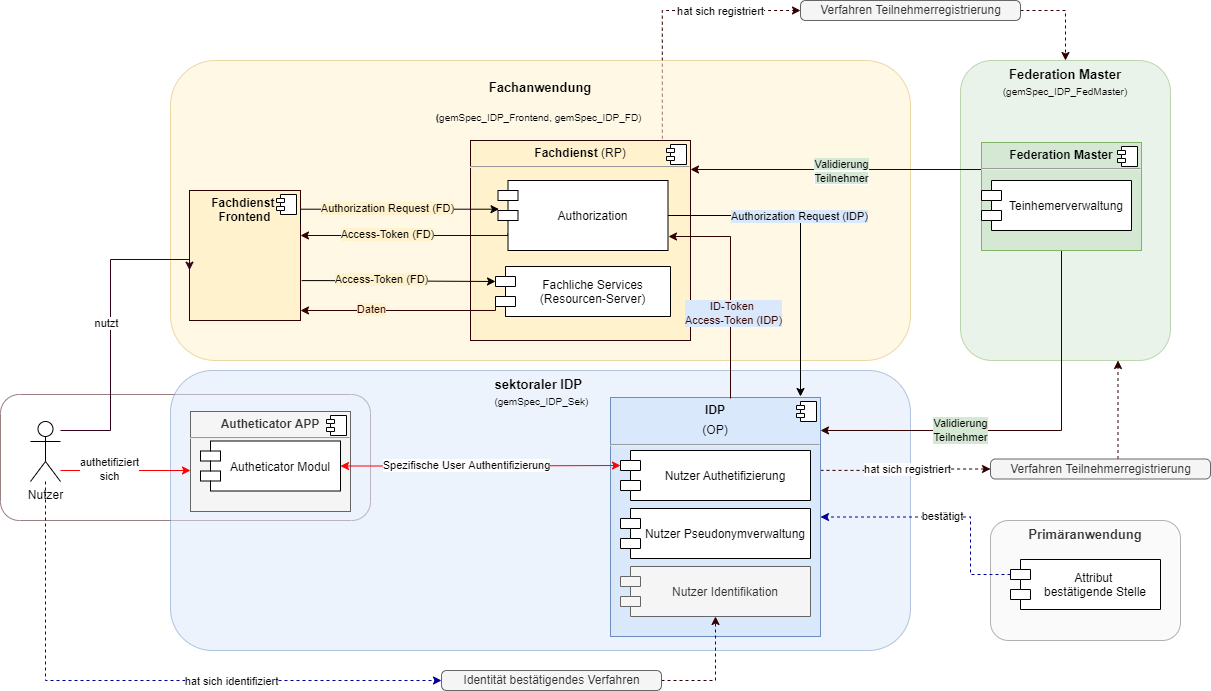 hat sich registriert
Verfahren Teilnehmerregistrierung
Fachanwendung
(gemSpec_IDP_Frontend, gemSpec_IDP_FD)
Federation Master
(gemSpec_IDP_FedMaster)
Fachdienst (RP)
Federation Master
Teinhemerverwaltung
Validierung
Teilnehmer
Fachdienst
Frontend
Authorization Request (FD)
Authorization
Authorization Request (IDP)
Access-Token (FD)
Access-Token (FD)
Fachliche Services
(Resourcen-Server)
Daten
ID-Token
Access-Token (IDP)
nutzt
sektoraler IDP
(gemSpec_IDP_Sek)
IDP
(OP)
Autheticator APP
Autheticator Modul
Validierung
Teilnehmer
authetifiziert
sich
Nutzer
Spezifische User Authentifizierung
Nutzer Authetifizierung
hat sich registriert
Verfahren Teilnehmerregistrierung
Nutzer Pseudonymverwaltung
bestätigt
Primäranwendung
Attribut
bestätigende Stelle
Nutzer Identifikation
hat sich identifiziert
Identität bestätigendes Verfahren